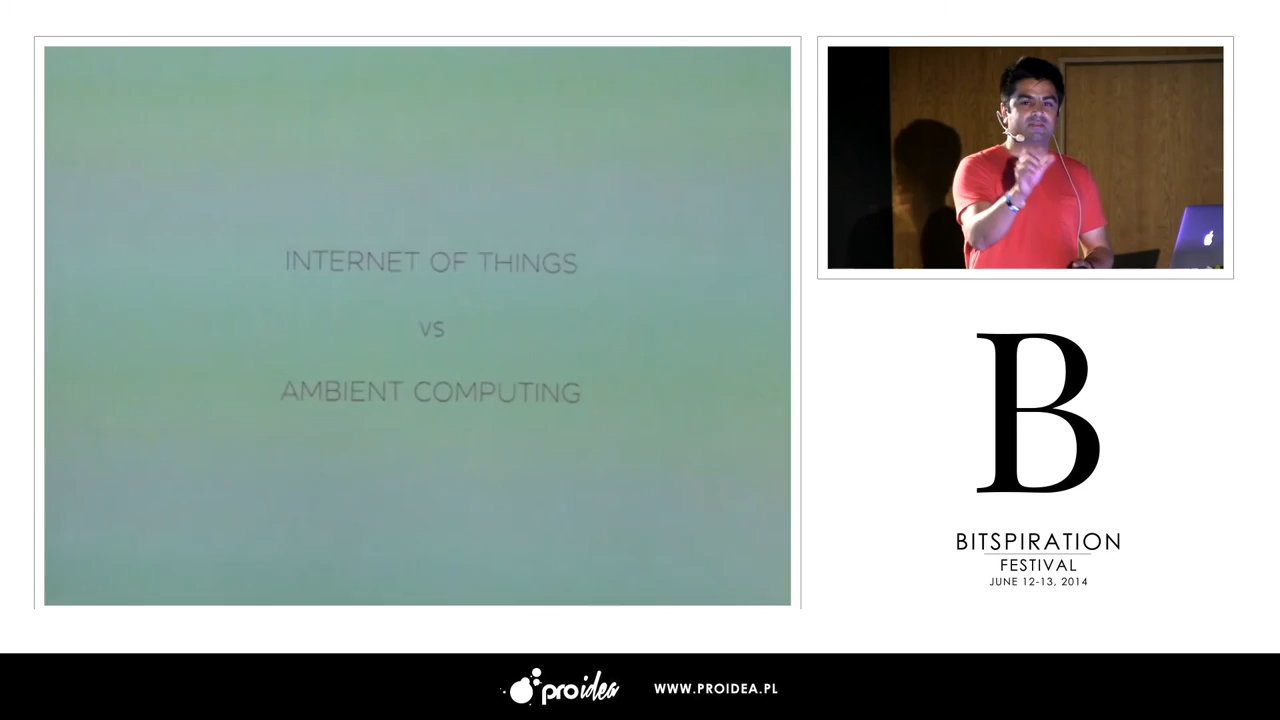 INTERNET OF THINGS
VS
AMBIENT COMPUTING
B
BITSPIRATION
FESTIVAL
JUNE 12-13, 2014
proidea
WWW.PROIDEA.PL